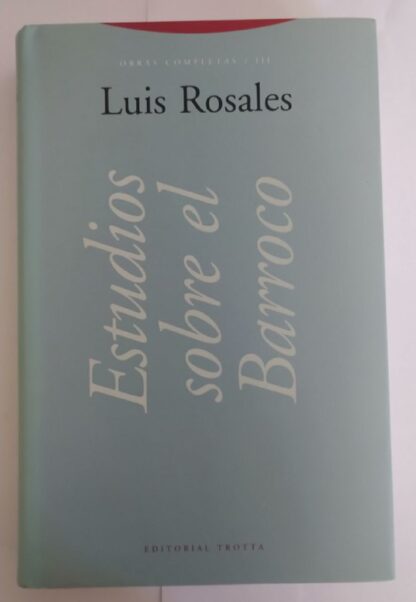 OBRAS COMPLETAS / III
Luis Rosales
Estudios
sobre el
Barroco
EDITORIAL TROTTA